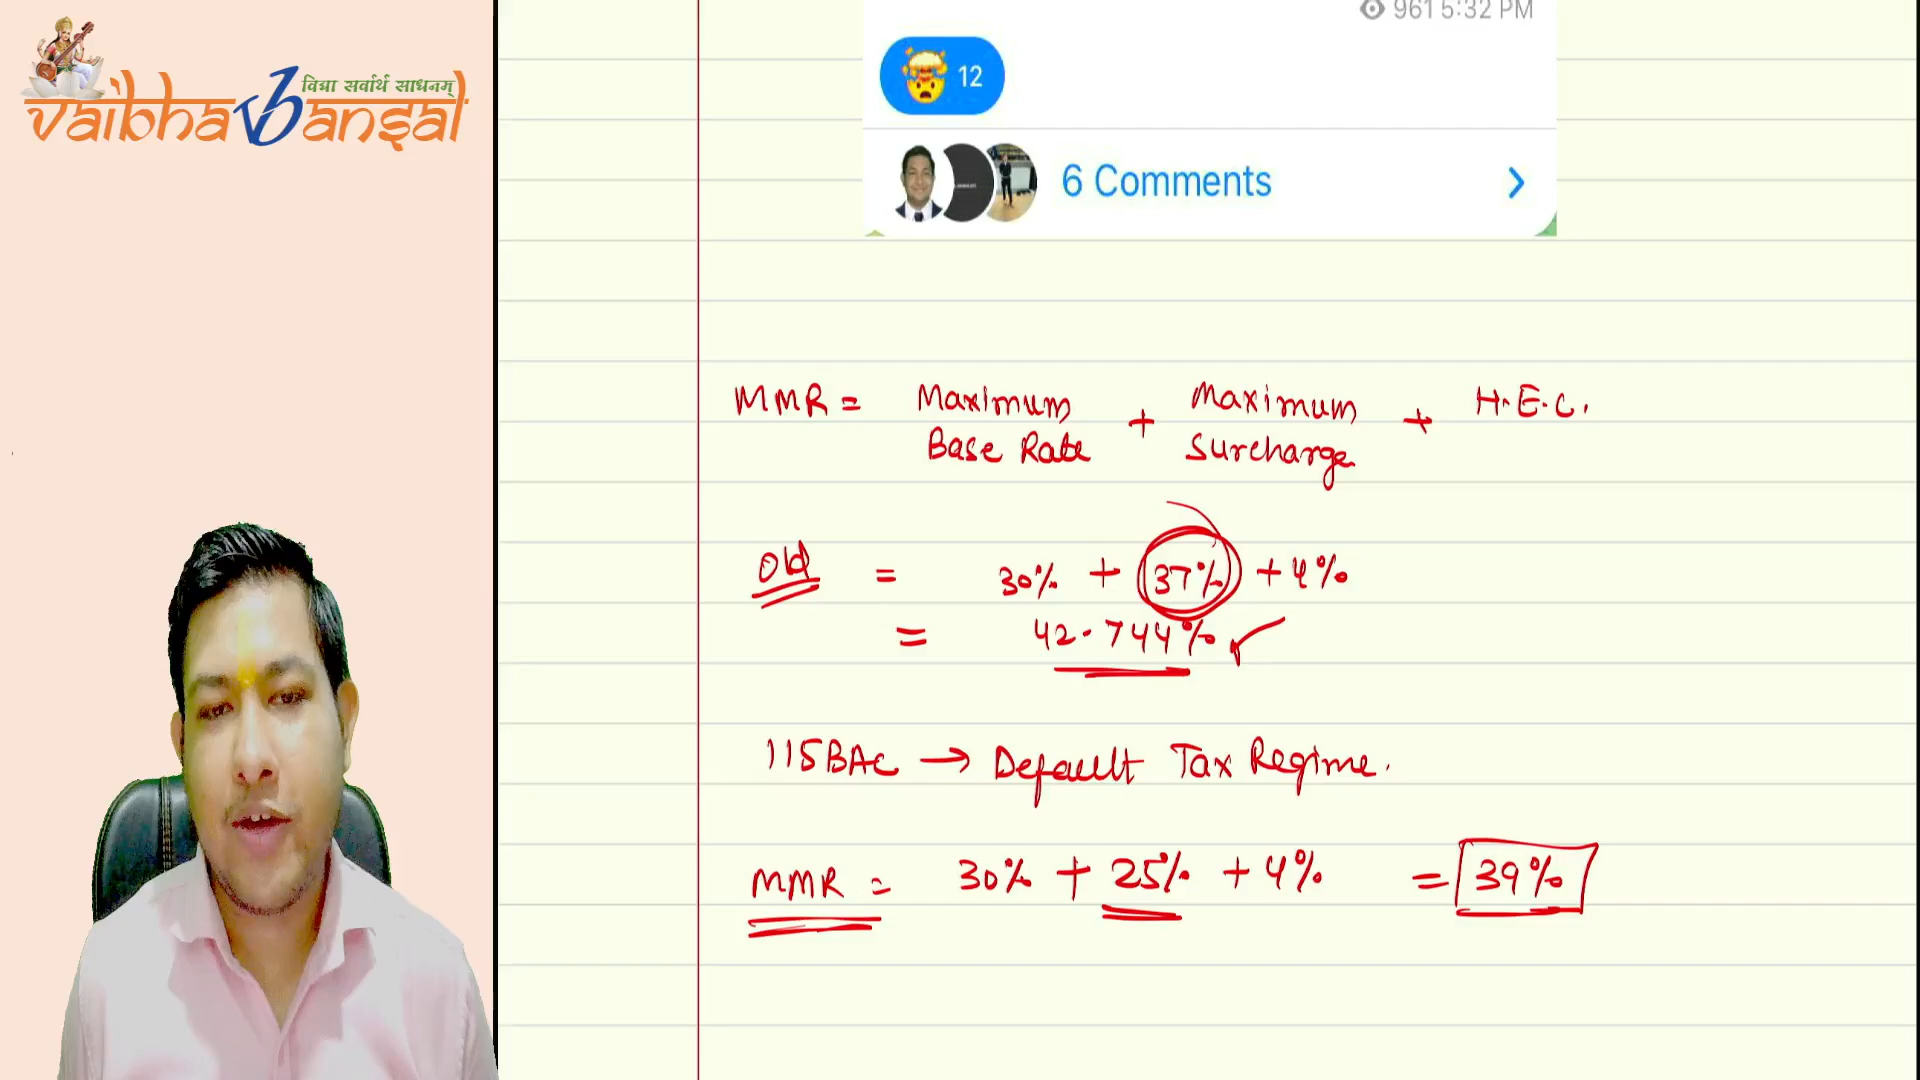 विद्या सर्वार्थ साधनम्
vaibhav bansal
961 5:32 PM
12
6 Comments
MMR = Maximum Base Rate + Maximum Surcharge + H.E.C.
Old = 30% + 37% + 4%
= 42.744%
115BAC → Default Tax Regime.
MMR = 30% + 25% + 4% = 39%